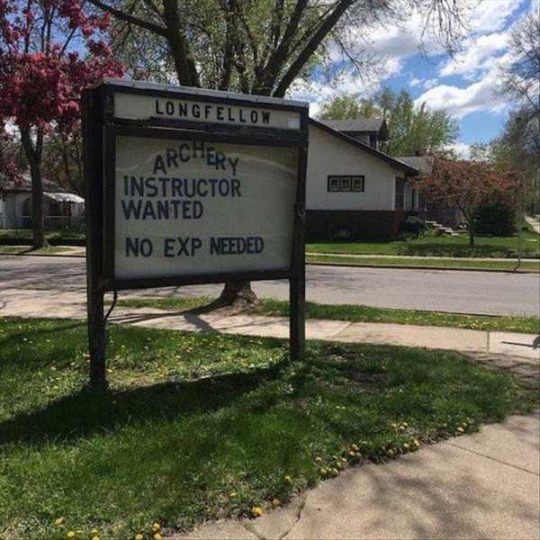 LONGFELLOW
ARCHERY
INSTRUCTOR
WANTED
NO EXP NEEDED